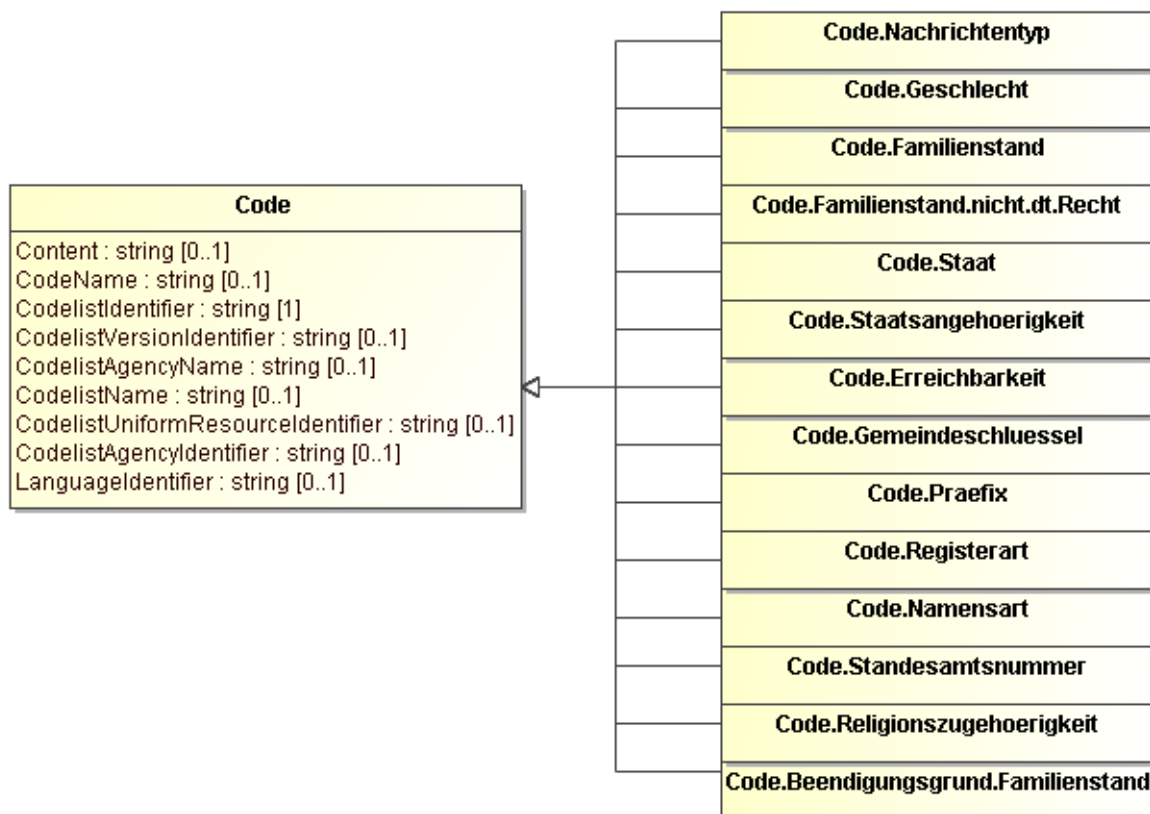 Code
Content : string [0..1]
CodeName : string [0..1]
CodelistIdentifier : string [1]
CodelistVersionIdentifier : string [0..1]
CodelistAgencyName : string [0..1]
CodelistName : string [0..1]
CodelistUniformResourceIdentifier : string [0..1]
CodelistAgencyIdentifier : string [0..1]
LanguageIdentifier : string [0..1]
Code.Nachrichtentyp
Code.Geschlecht
Code.Familienstand
Code.Familienstand.nicht.dt.Recht
Code.Staat
Code.Staatsangehoerigkeit
Code.Erreichbarkeit
Code.Gemeindeschluessel
Code.Praefix
Code.Registerart
Code.Namensart
Code.Standesamtsnummer
Code.Religionszugehoerigkeit
Code.Beendigungsgrund.Familienstand